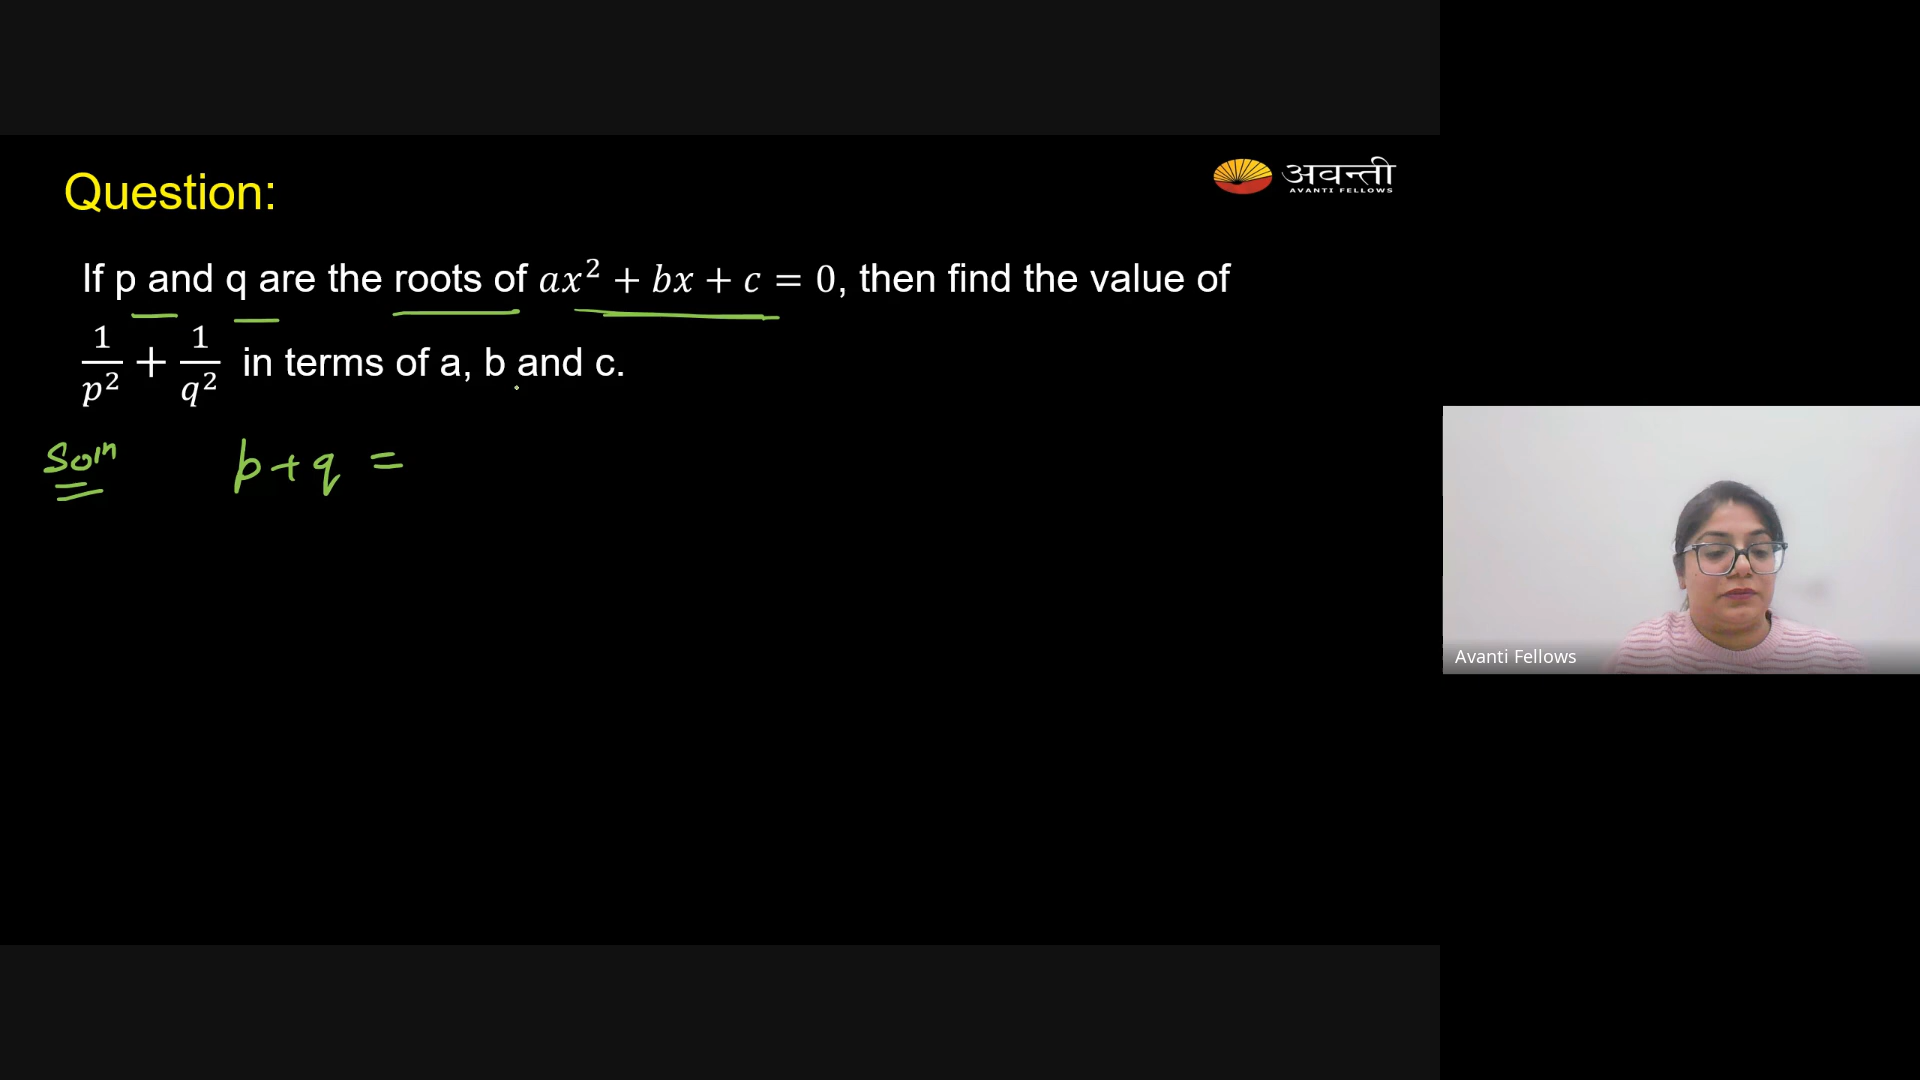 Question:
अवन्ती
AVANTI FELLOWS
If p and q are the roots of 𝑎𝑥² + 𝑏𝑥 + 𝑐 = 0, then find the value of
1/𝑝² + 1/𝑞² in terms of a, b and c.
Soln p + q =
Avanti Fellows